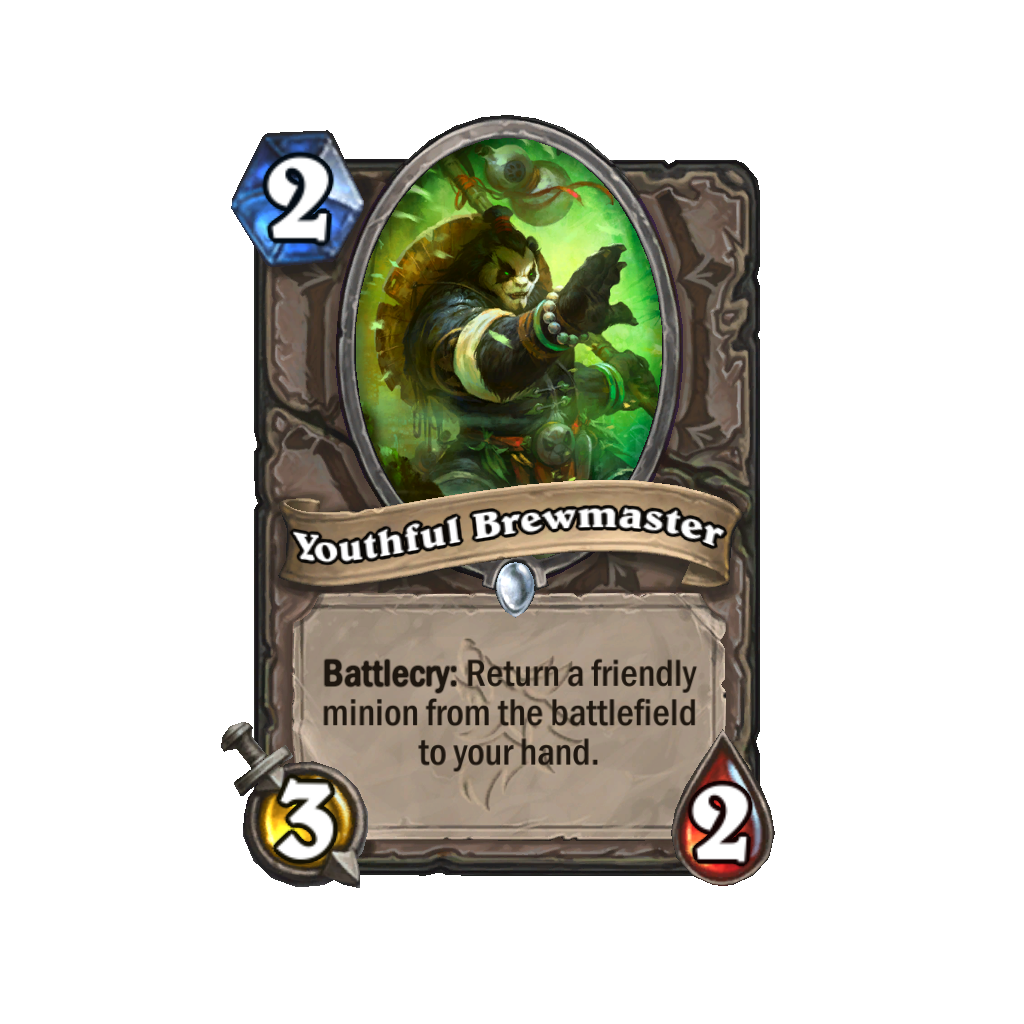 2
Youthful Brewmaster
Battlecry: Return a friendly
minion from the battlefield
to your hand.
3
2